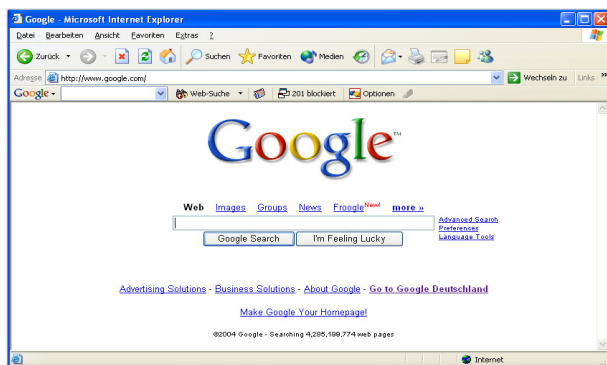 Google - Microsoft Internet Explorer
Datei Bearbeiten Ansicht Favoriten Extras ?
Zurück Suchen Favoriten Medien
Adresse http://www.google.com/ Wechseln zu Links »
Google - Web-Suche 201 blockiert Optionen
Google™
Web Images Groups News Froogle New! more »
Advanced Search
Preferences
Language Tools
Google Search I'm Feeling Lucky
Advertising Solutions - Business Solutions - About Google - Go to Google Deutschland
Make Google Your Homepage!
©2004 Google - Searching 4,285,199,774 web pages
Internet